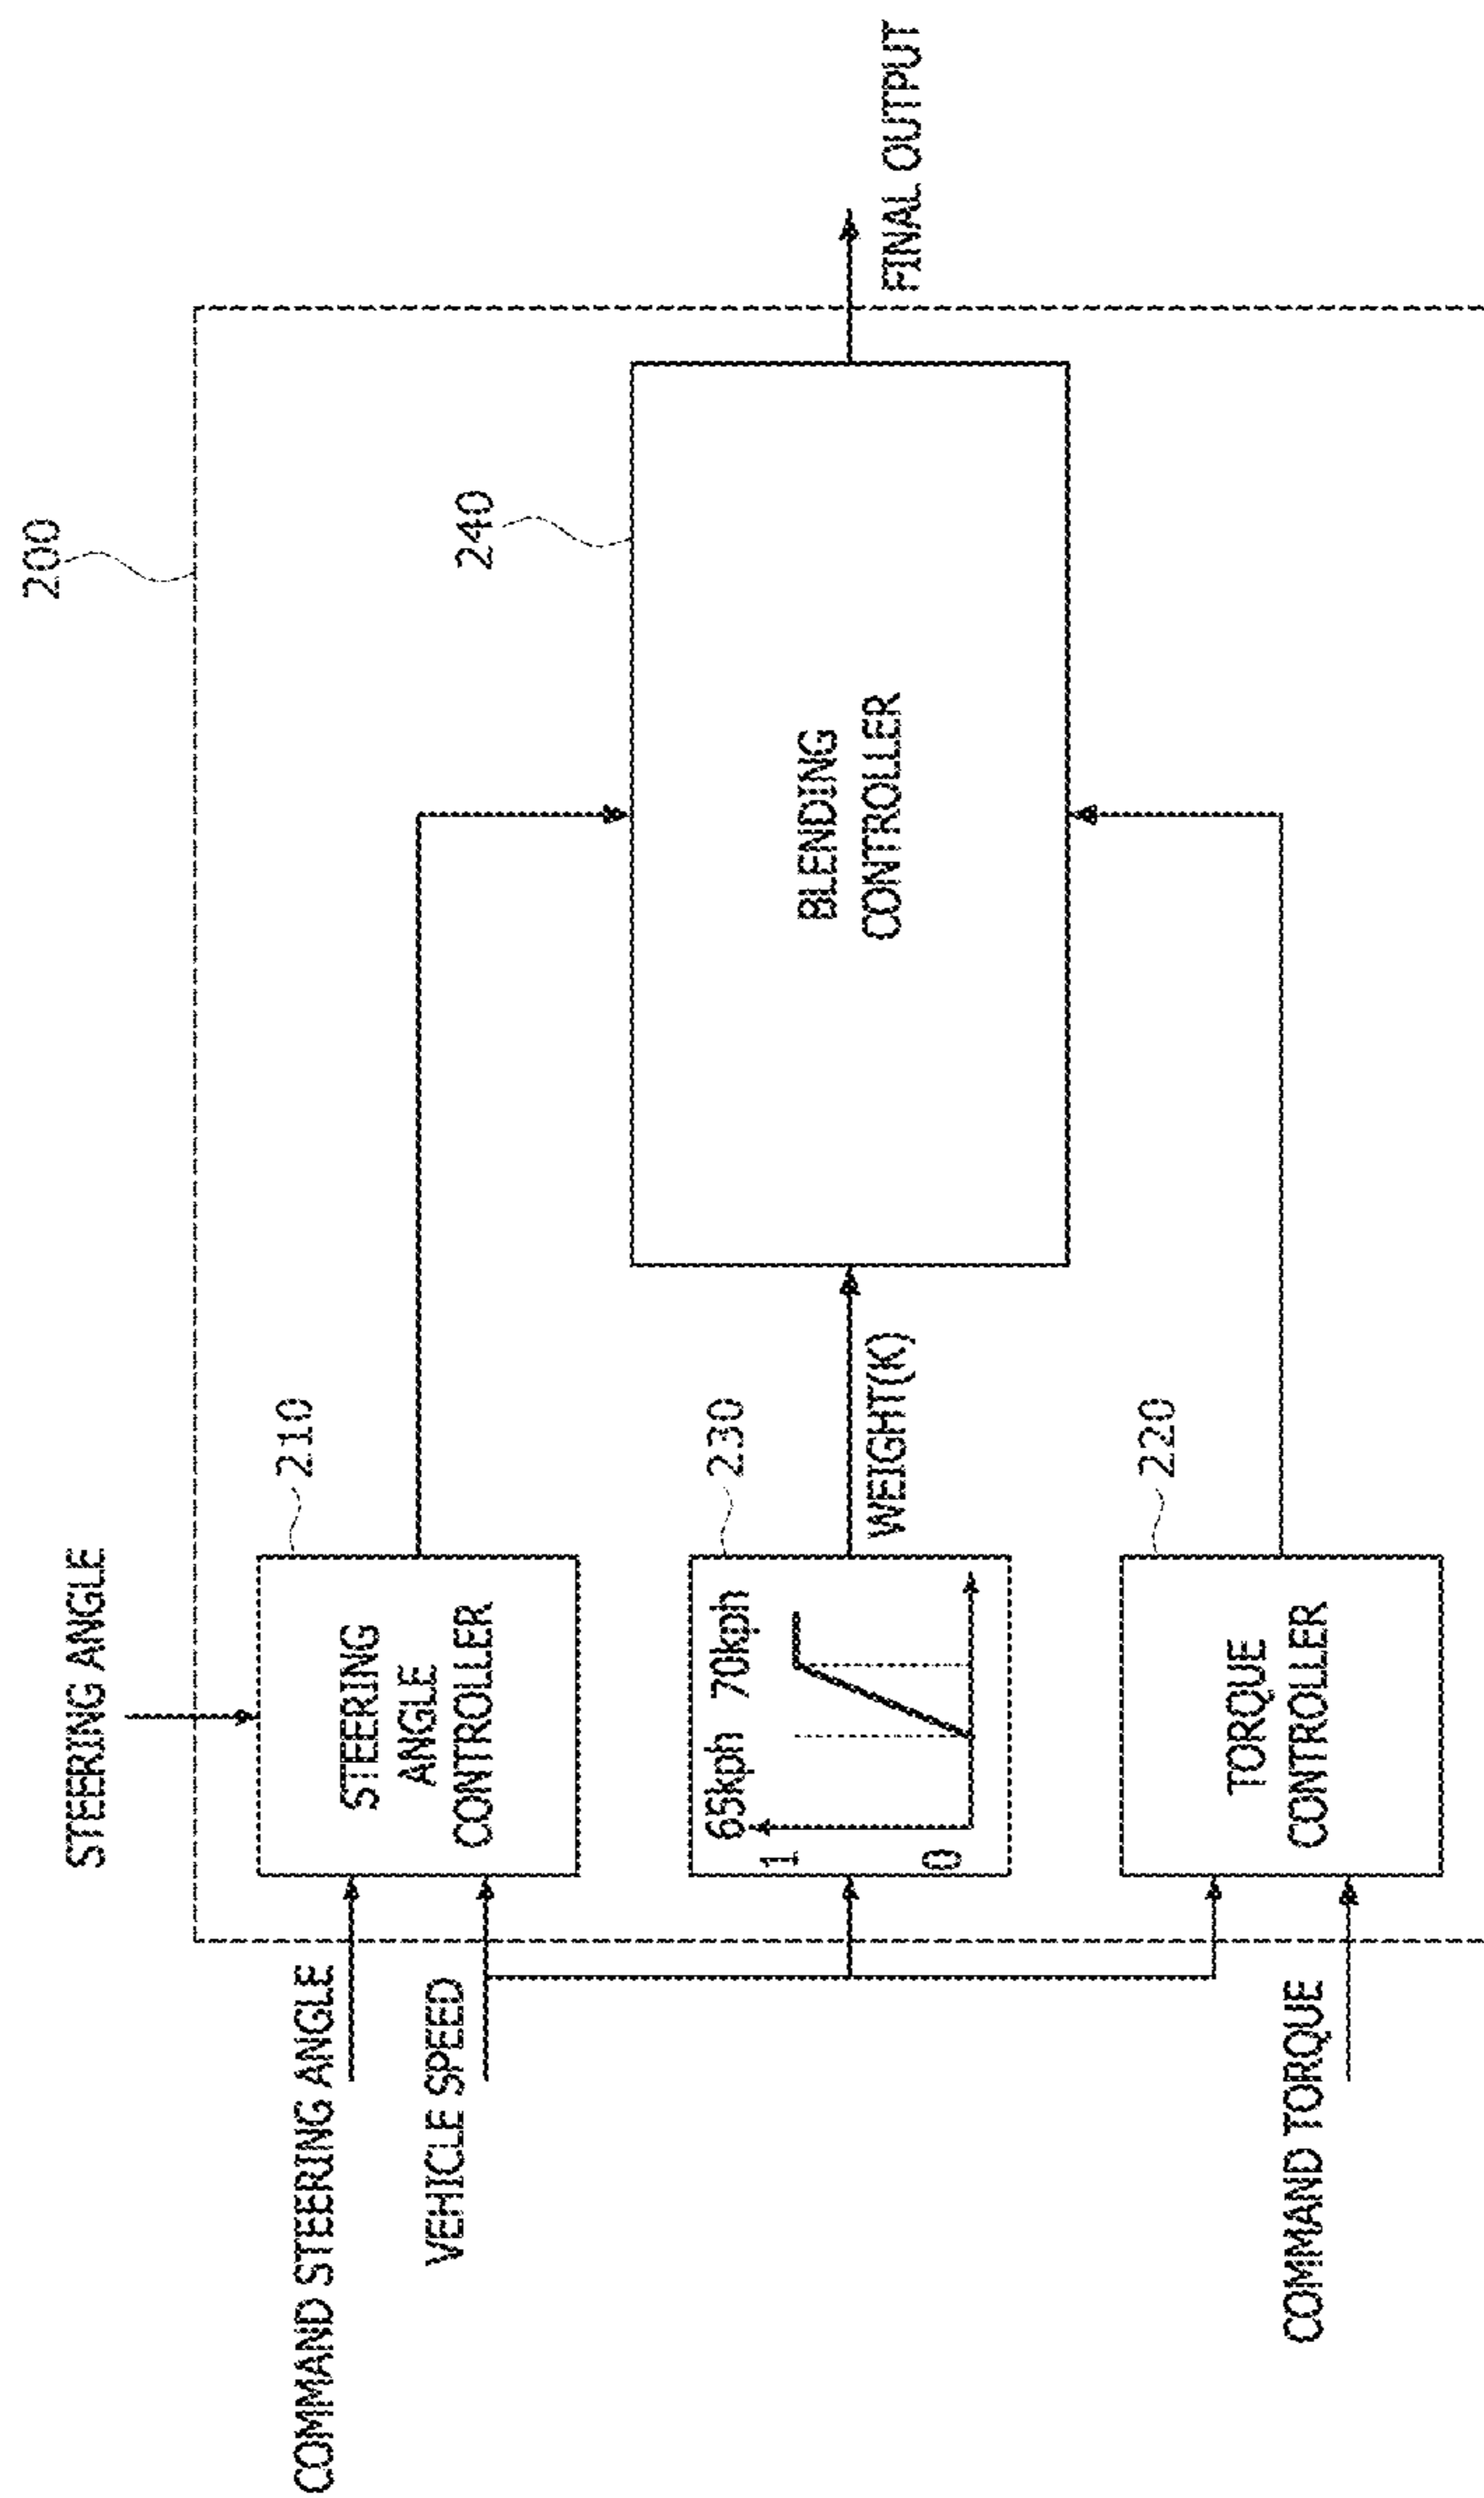 200
STEERING ANGLE
COMMAND STEERING ANGLE
210
STEERING
ANGLE
CONTROLLER
VEHICLE SPEED
240
BLENDING
CONTROLLER
FINAL OUTPUT
230
65kph 70kph
1
0
WEIGHT(K)
220
TORQUE
CONTROLLER
COMMAND TORQUE